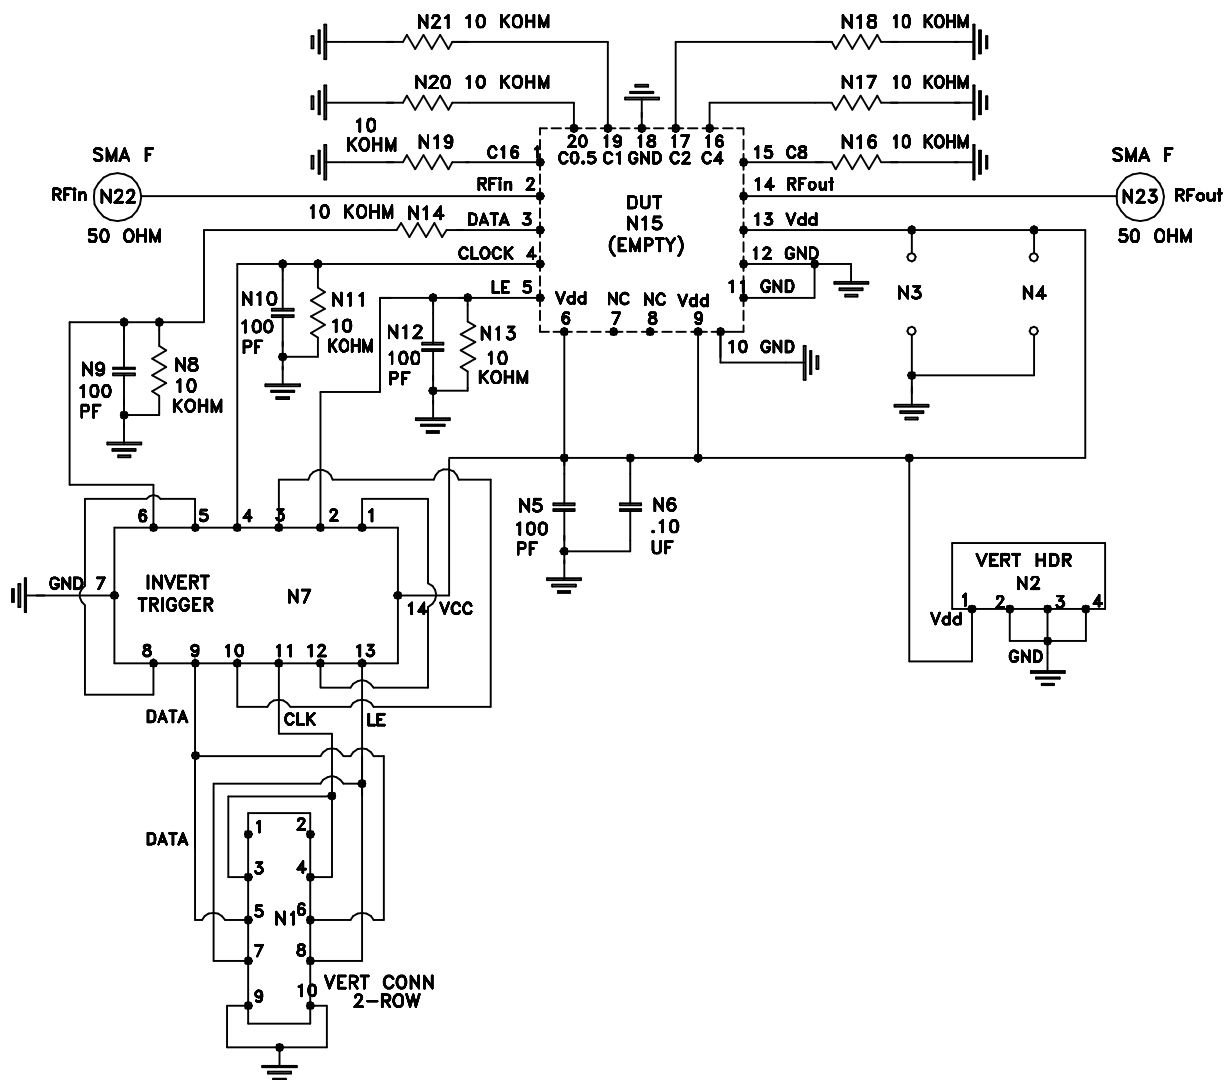 N21 10 KOHM
N18 10 KOHM
N20 10 KOHM
N17 10 KOHM
10
KOHM
N19
C16 1
20 19 18 17 16
C0.5 C1 GND C2 C4
15 C8
N16 10 KOHM
SMA F
RFin N22
50 OHM
RFin 2
14 RFout
SMA F
N23 RFout
50 OHM
DUT
N15
(EMPTY)
10 KOHM N14
DATA 3
13 Vdd
CLOCK 4
12 GND
LE 5
11 GND
Vdd NC NC Vdd
6 7 8 9
10 GND
N3
N4
N10
100
PF
N11
10
KOHM
N12
100
PF
N13
10
KOHM
N9
100
PF
N8
10
KOHM
N5
100
PF
N6
.10
UF
6 5 4 3 2 1
GND 7
INVERT
TRIGGER
N7
14 VCC
8 9 10 11 12 13
VERT HDR
N2
1 2 3 4
Vdd
GND
DATA
CLK
LE
DATA
1 2
3 4
5 N1 6
7 8
9 10
VERT CONN
2-ROW